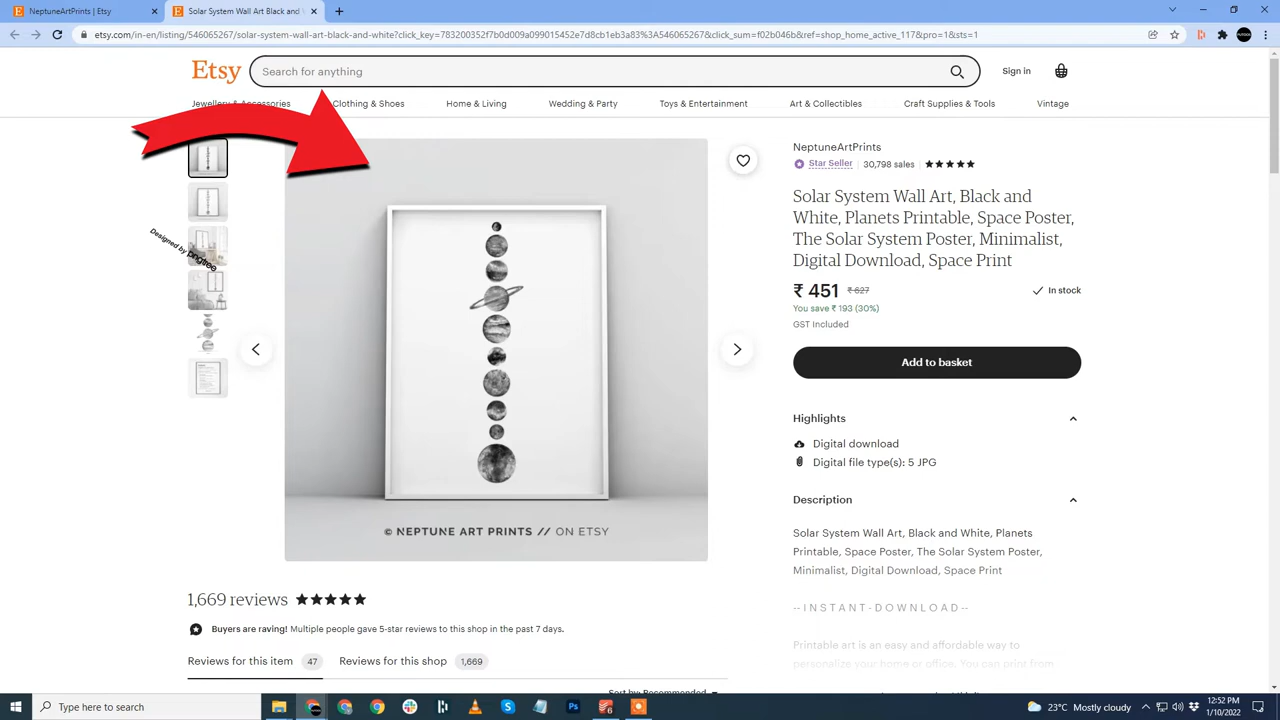 NeptuneArtPrints - Etsy
Solar System Wall Art Black and
etsy.com/in-en/listing/546065267/solar-system-wall-art-black-and-white?click_key=783200352f7b0d009a099015452e7d8cb1eb3a83%3A546065267&click_sum=f02b046b&ref=shop_home_active_117&pro=1&sts=1
Etsy
Search for anything
Sign in
Jewellery & Accessories
Clothing & Shoes
Home & Living
Wedding & Party
Toys & Entertainment
Art & Collectibles
Craft Supplies & Tools
Vintage
Designed by pngtree
© NEPTUNE ART PRINTS // ON ETSY
NeptuneArtPrints
Star Seller
30,798 sales
Solar System Wall Art, Black and
White, Planets Printable, Space Poster,
The Solar System Poster, Minimalist,
Digital Download, Space Print
₹ 451 ₹ 627
In stock
You save ₹ 193 (30%)
GST Included
Add to basket
Highlights
Digital download
Digital file type(s): 5 JPG
Description
Solar System Wall Art, Black and White, Planets
Printable, Space Poster, The Solar System Poster,
Minimalist, Digital Download, Space Print
-- I N S T A N T - D O W N L O A D --
Printable art is an easy and affordable way to
personalize your home or office. You can print from
1,669 reviews
Buyers are raving! Multiple people gave 5-star reviews to this shop in the past 7 days.
Reviews for this item 47
Reviews for this shop 1,669
Sort by: Recommended
Type here to search
23°C Mostly cloudy
12:52 PM
1/10/2022